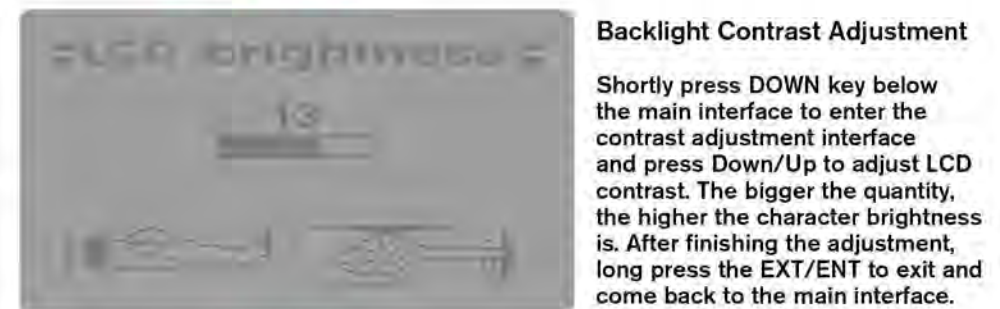 LCD brightness
13
Backlight Contrast Adjustment
Shortly press DOWN key below
the main interface to enter the
contrast adjustment interface
and press Down/Up to adjust LCD
contrast. The bigger the quantity,
the higher the character brightness
is. After finishing the adjustment,
long press the EXT/ENT to exit and
come back to the main interface.